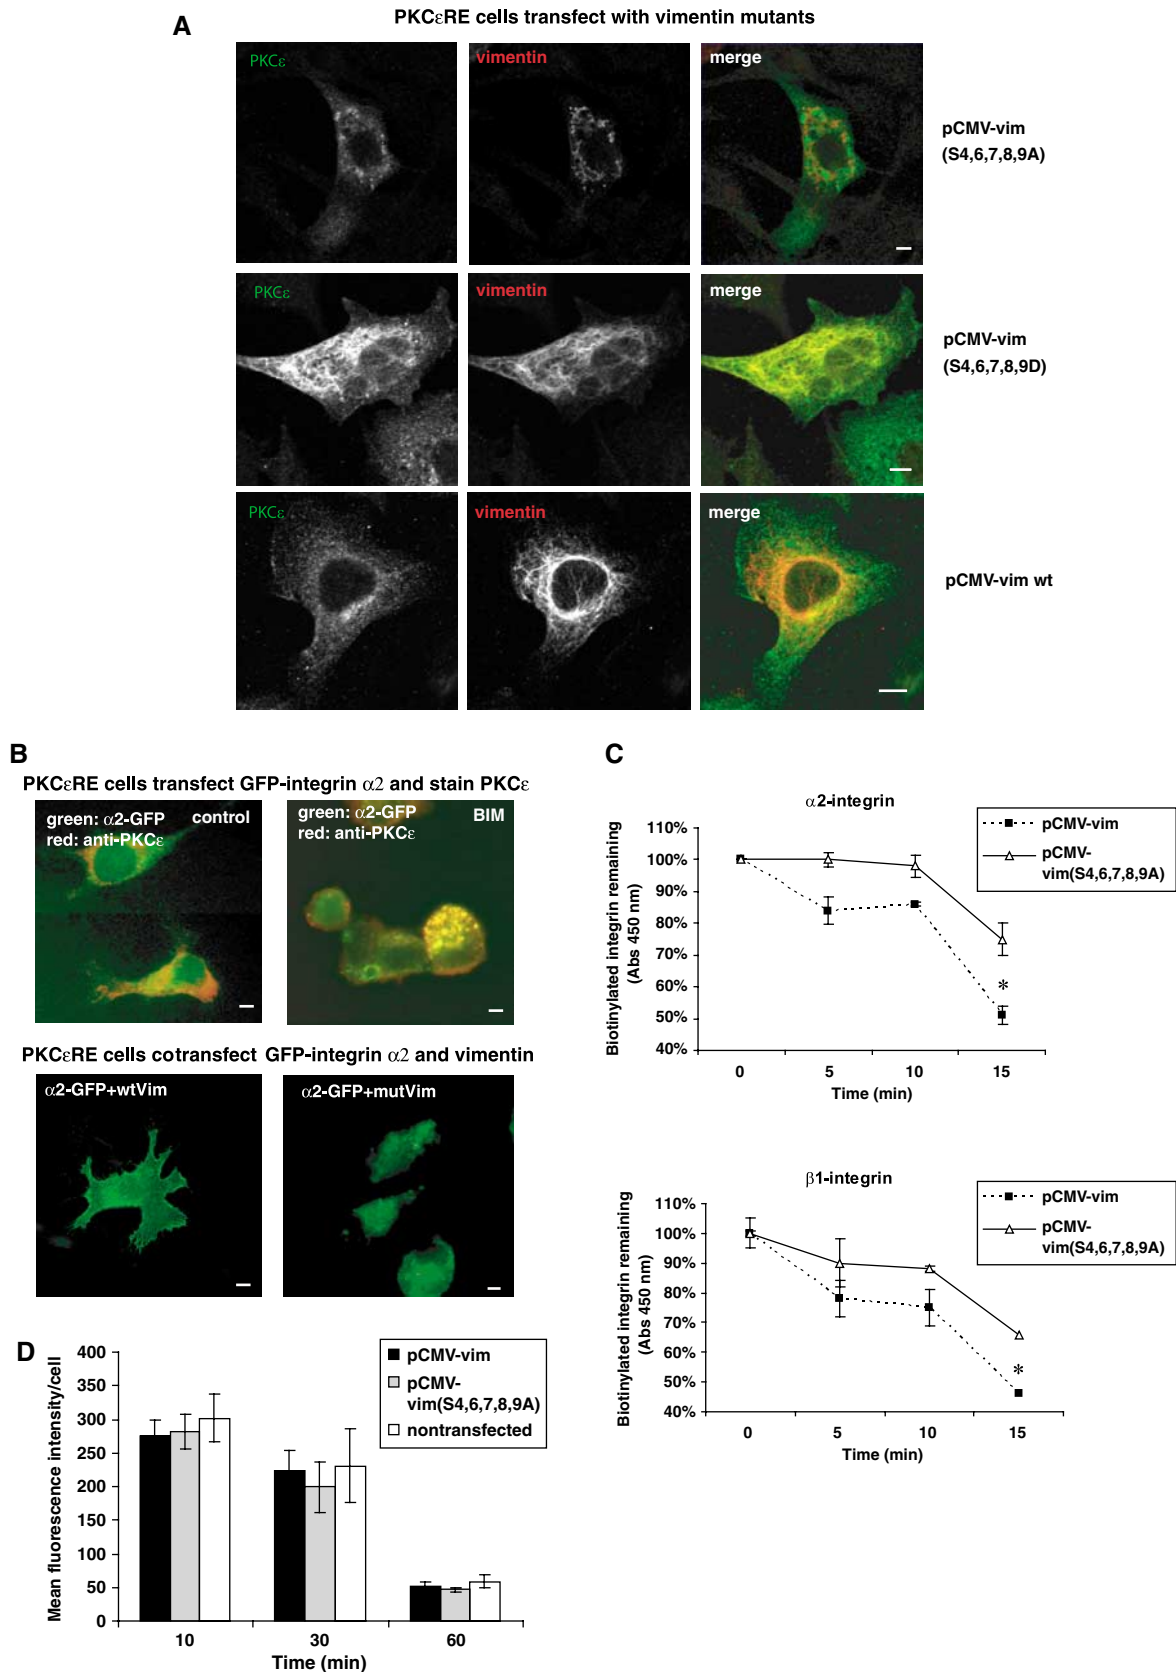 PKCεRE cells transfect with vimentin mutants
A
PKCε
vimentin
merge
pCMV-vim
(S4,6,7,8,9A)
PKCε
vimentin
merge
pCMV-vim
(S4,6,7,8,9D)
PKCε
vimentin
merge
pCMV-vim wt
B
PKCεRE cells transfect GFP-integrin α2 and stain PKCε
green: α2-GFP
red: anti-PKCε
control
green: α2-GFP
red: anti-PKCε
BIM
PKCεRE cells cotransfect GFP-integrin α2 and vimentin
α2-GFP+wtVim
α2-GFP+mutVim
C
α2-integrin
pCMV-vim
pCMV-
vim(S4,6,7,8,9A)
Biotinylated integrin remaining
(Abs 450 nm)
110%
100%
90%
80%
70%
60%
50%
40%
*
0 5 10 15
Time (min)
β1-integrin
pCMV-vim
pCMV-
vim(S4,6,7,8,9A)
Biotinylated integrin remaining
(Abs 450 nm)
110%
100%
90%
80%
70%
60%
50%
40%
*
0 5 10 15
Time (min)
D
pCMV-vim
pCMV-
vim(S4,6,7,8,9A)
nontransfected
Mean fluorescence intensity/cell
400
350
300
250
200
150
100
50
0
10 30 60
Time (min)